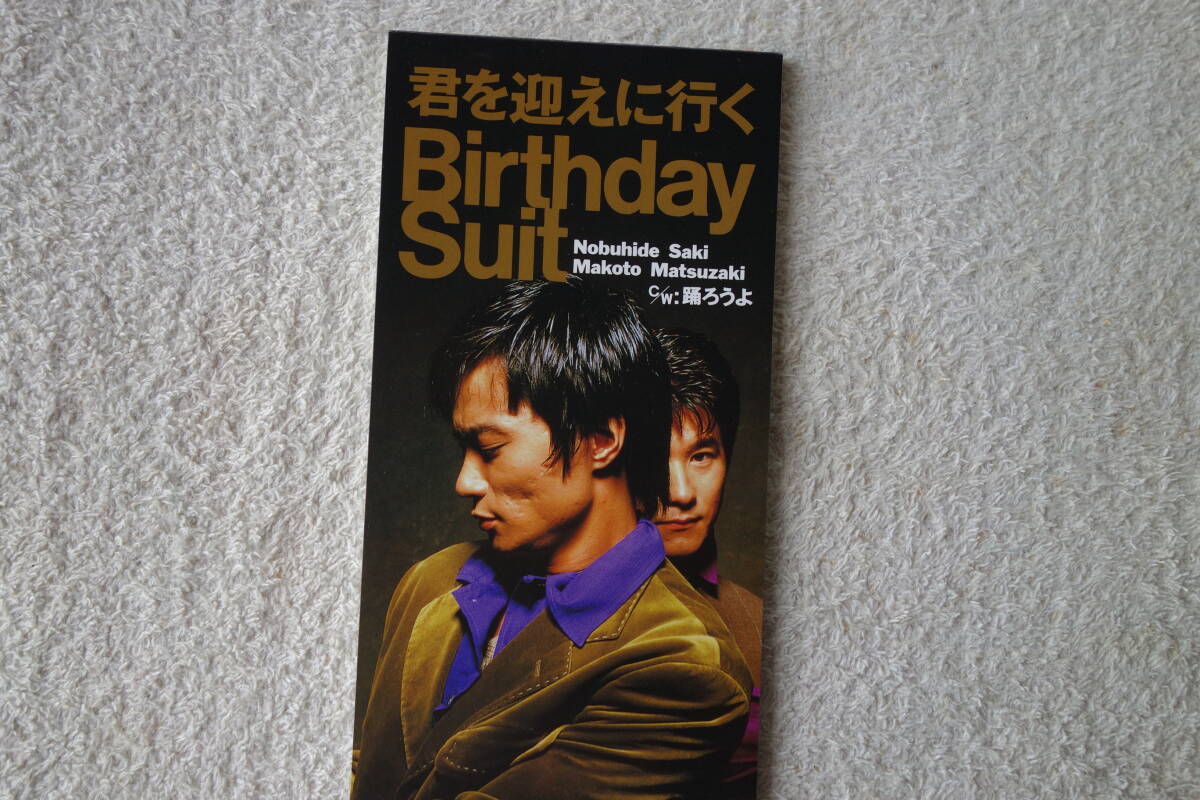 君を迎えに行く
Birthday
Suit
Nobuhide Saki
Makoto Matsuzaki
C/W:踊ろうよ